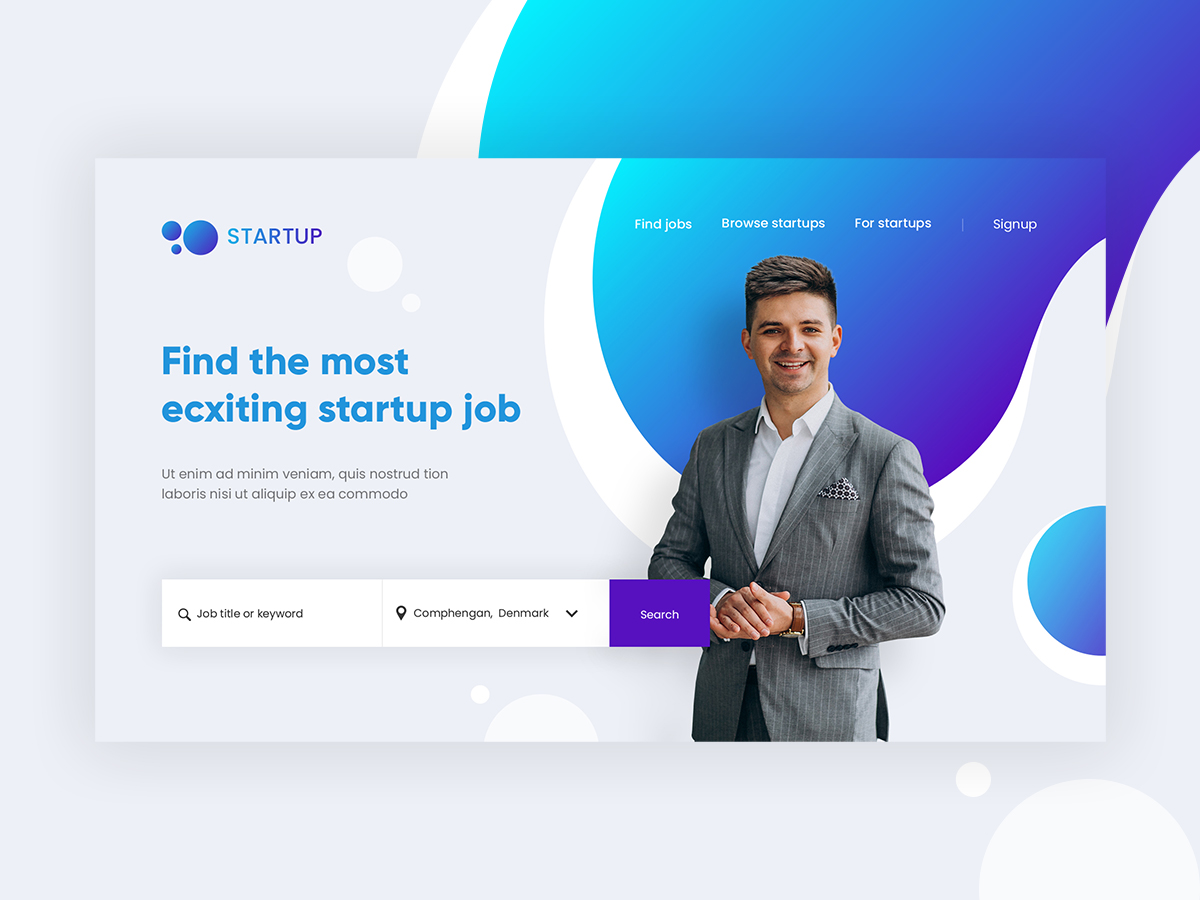 STARTUP
Find jobs
Browse startups
For startups
Signup
Find the most
ecxiting startup job
Ut enim ad minim veniam, quis nostrud tion
laboris nisi ut aliquip ex ea commodo
Job title or keyword
Comphengan, Denmark
Search